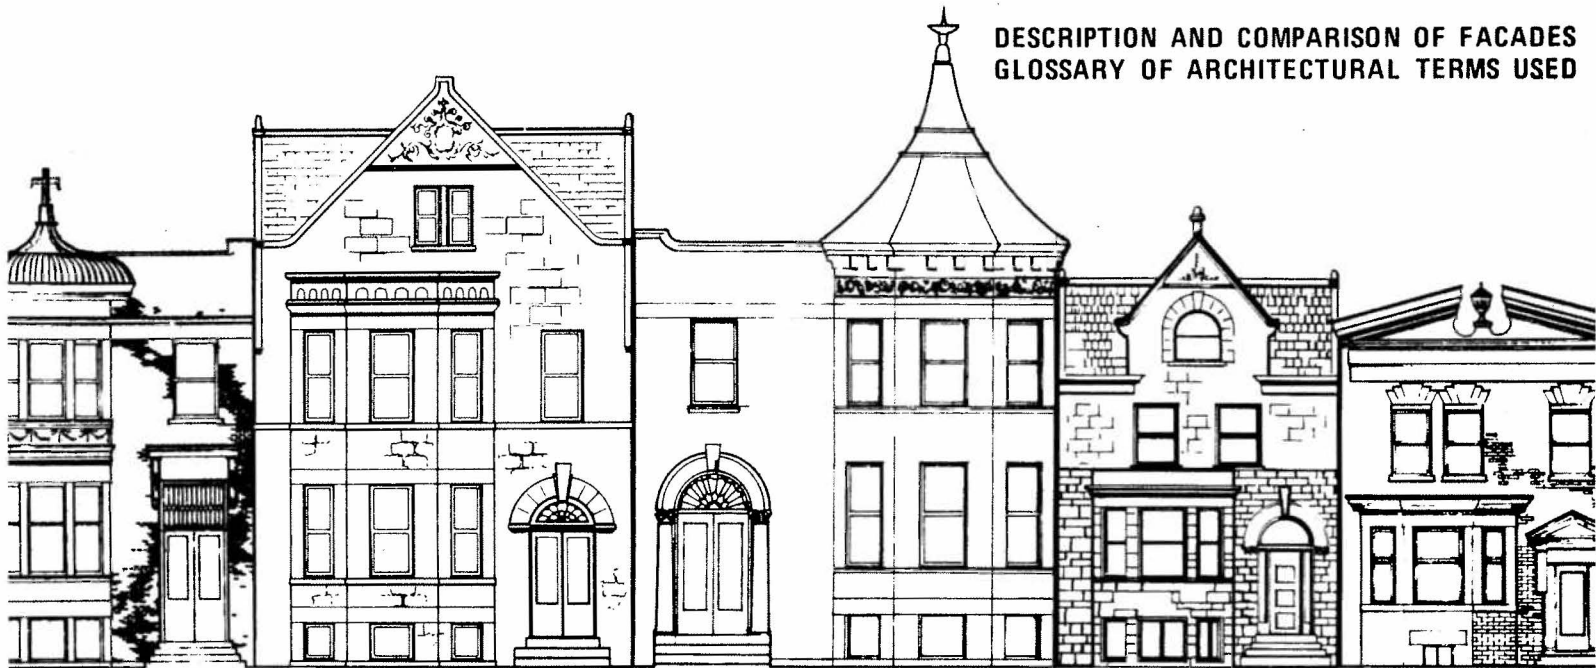 DESCRIPTION AND COMPARISON OF FACADES
GLOSSARY OF ARCHITECTURAL TERMS USED